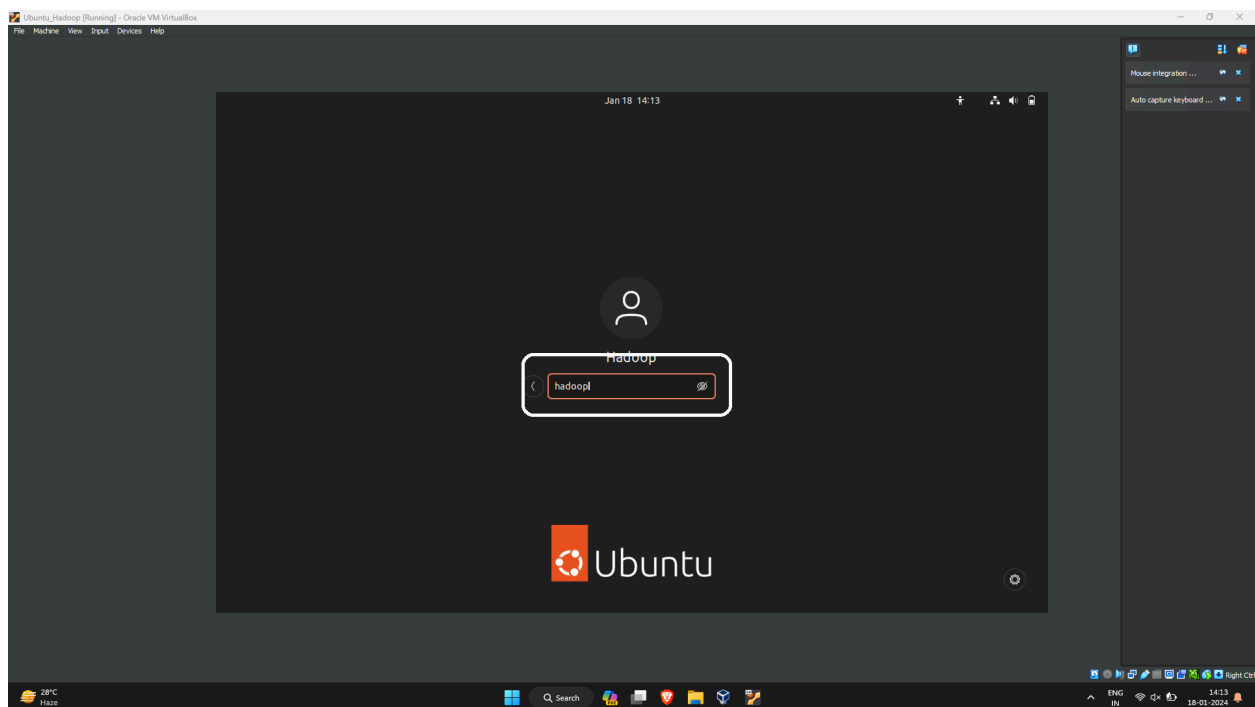 Ubuntu_Hadoop [Running] - Oracle VM VirtualBox
File Machine View Input Devices Help
Mouse integration ...
Auto capture keyboard ...
Jan 18 14:13
Hadoop
hadoop
Ubuntu
Right Ctrl
28°C
Haze
Search
ENG
IN
14:13
18-01-2024